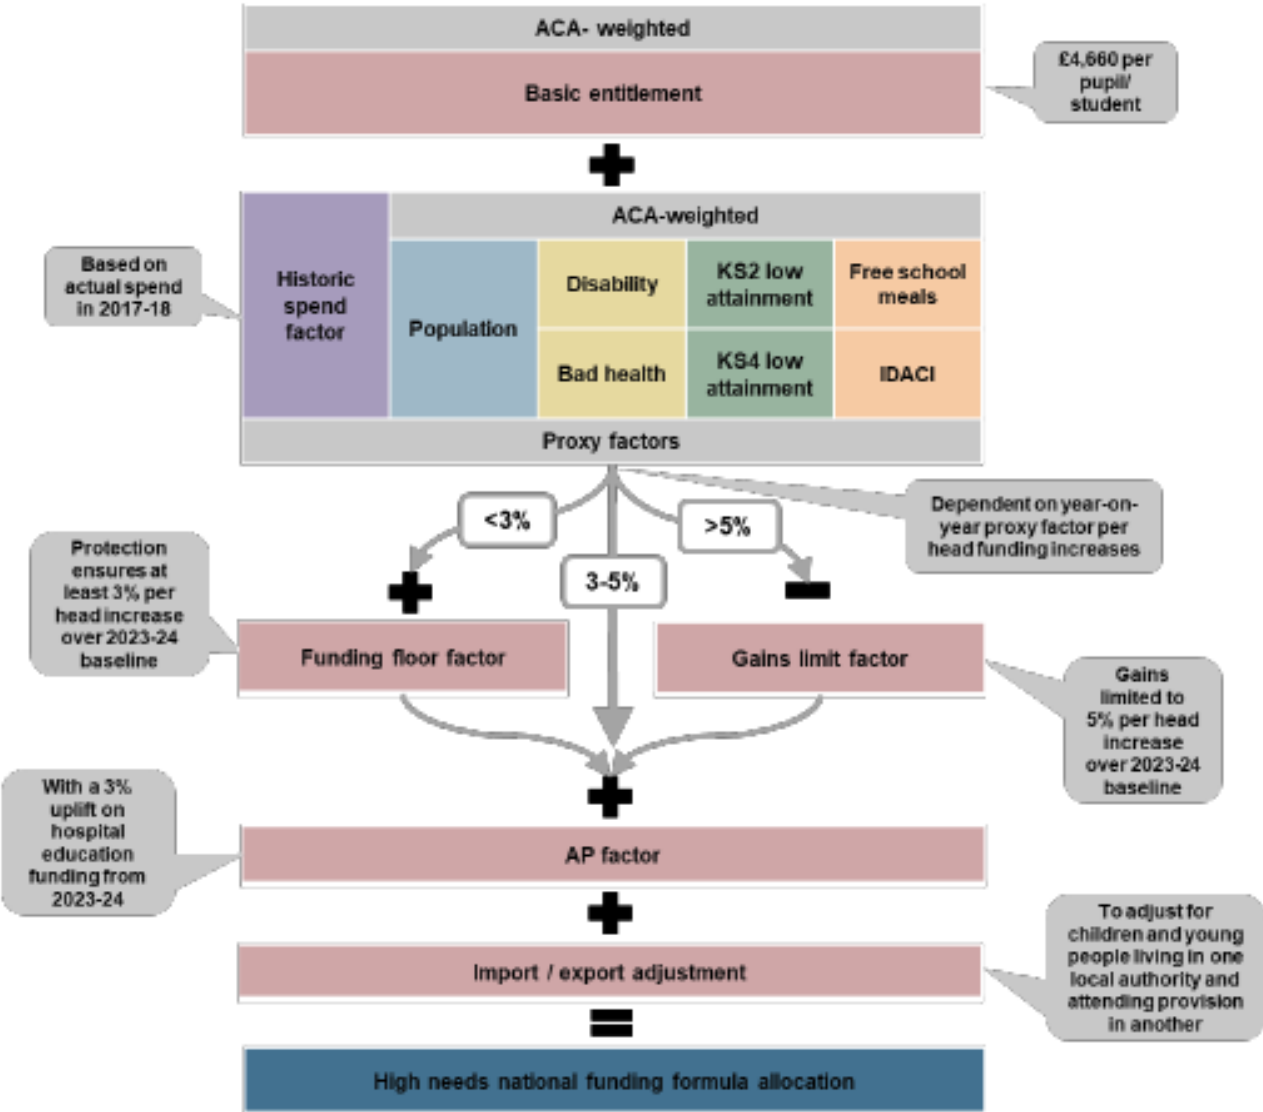 ACA- weighted
Basic entitlement
£4,660 per
pupil/
student
Based on
actual spend
in 2017-18
Historic
spend
factor
ACA-weighted
Population
Disability
Bad health
KS2 low
attainment
KS4 low
attainment
Free school
meals
IDACI
Proxy factors
<3%
3-5%
>5%
Dependent on year-on-
year proxy factor per
head funding increases
Protection
ensures at
least 3% per
head increase
over 2023-24
baseline
Funding floor factor
Gains limit factor
Gains
limited to
5% per head
increase
over 2023-24
baseline
With a 3%
uplift on
hospital
education
funding from
2023-24
AP factor
Import / export adjustment
To adjust for
children and young
people living in one
local authority and
attending provision
in another
High needs national funding formula allocation